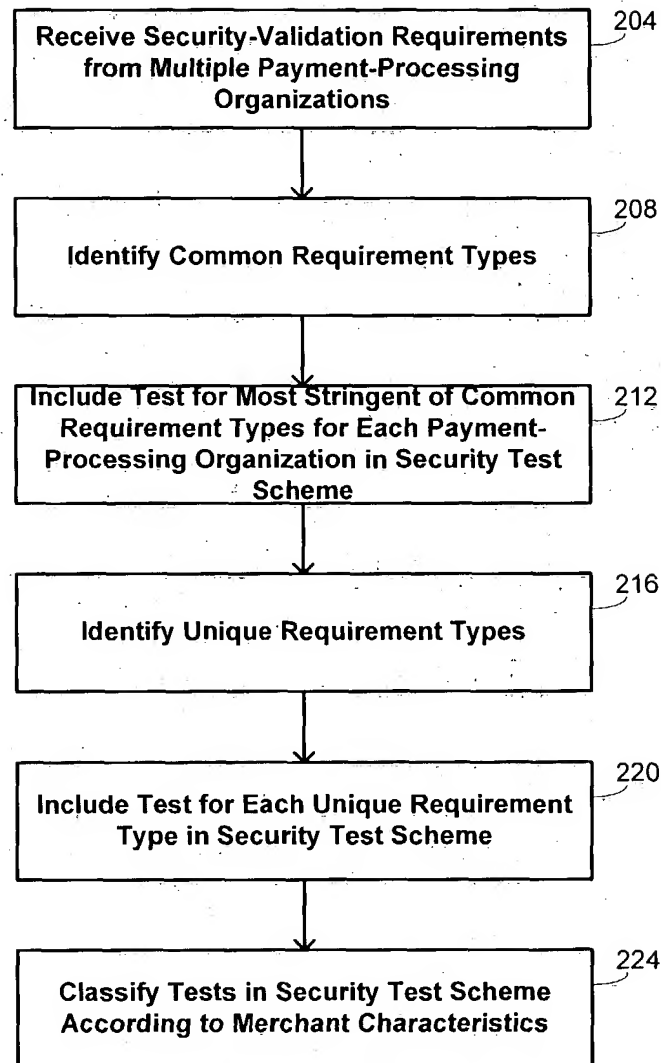 Receive Security-Validation Requirements
from Multiple Payment-Processing
Organizations
204
Identify Common Requirement Types
208
Include Test for Most Stringent of Common
Requirement Types for Each Payment-
Processing Organization in Security Test
Scheme
212
Identify Unique Requirement Types
216
Include Test for Each Unique Requirement
Type in Security Test Scheme
220
Classify Tests in Security Test Scheme
According to Merchant Characteristics
224